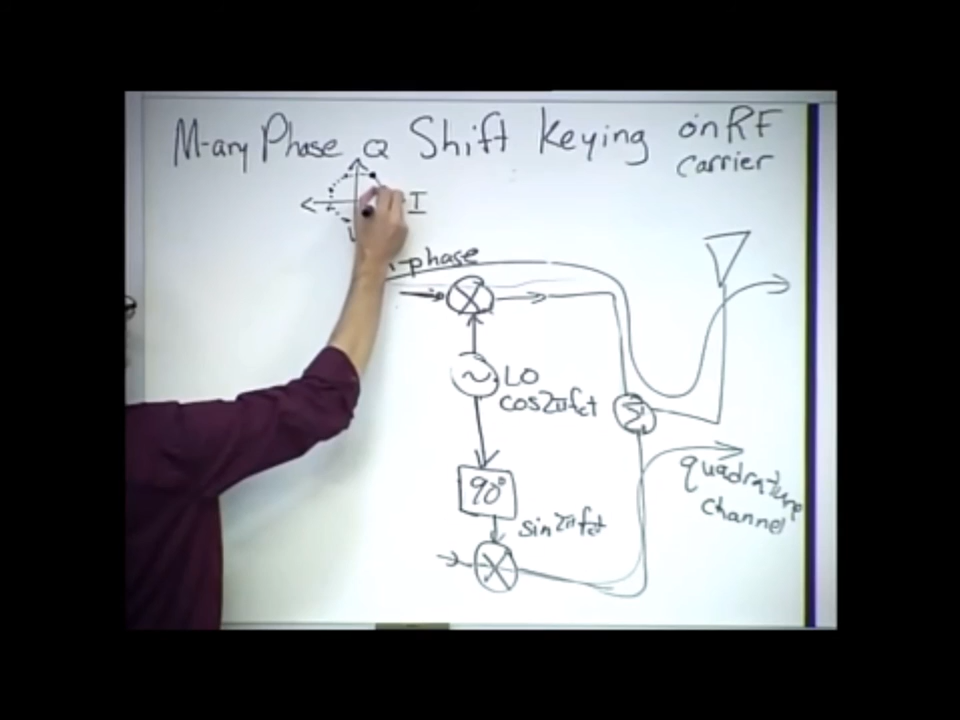 M-ary Phase Shift Keying on RF
carrier
Q
I
-phase
LO
cos2πfct
Σ
90°
sin2πfct
quadrature
channel